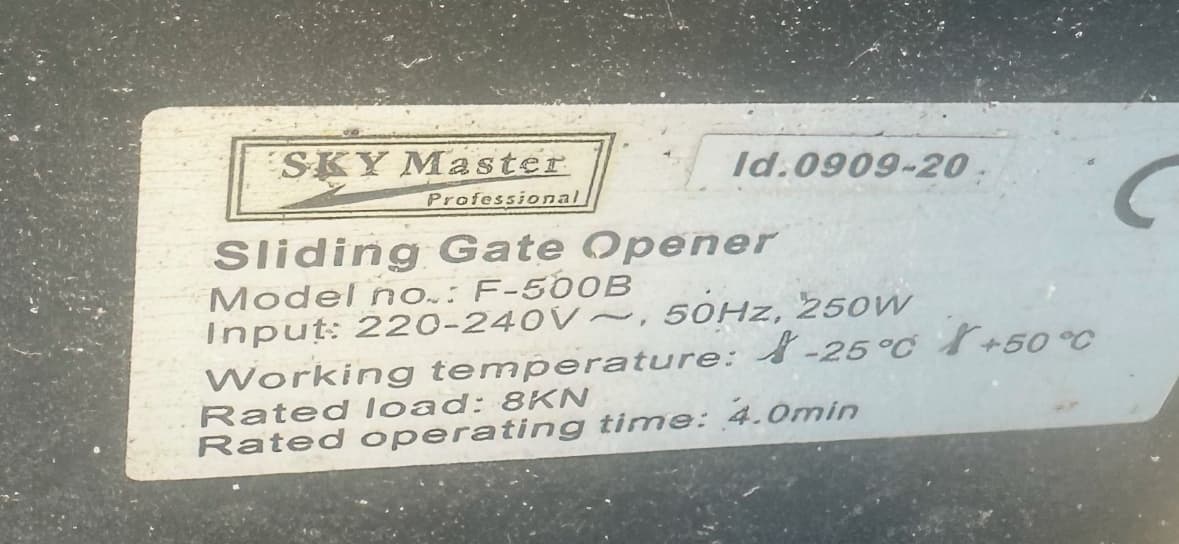 SKY Master
Professional
Id.0909-20
Sliding Gate Opener
Model no.: F-500B
Input: 220-240V~, 50Hz, 250W
Working temperature: -25°C +50°C
Rated load: 8KN
Rated operating time: 4.0min